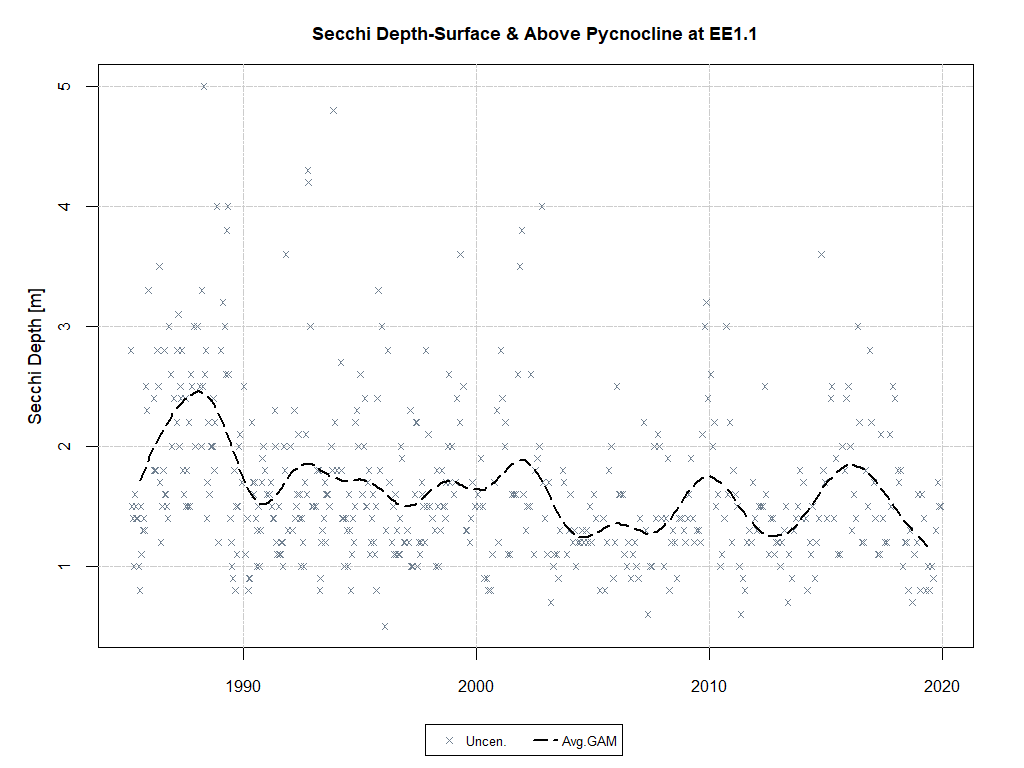 Secchi Depth-Surface & Above Pycnocline at EE1.1
Secchi Depth [m]
5
4
3
2
1
1990
2000
2010
2020
Uncen.
Avg.GAM